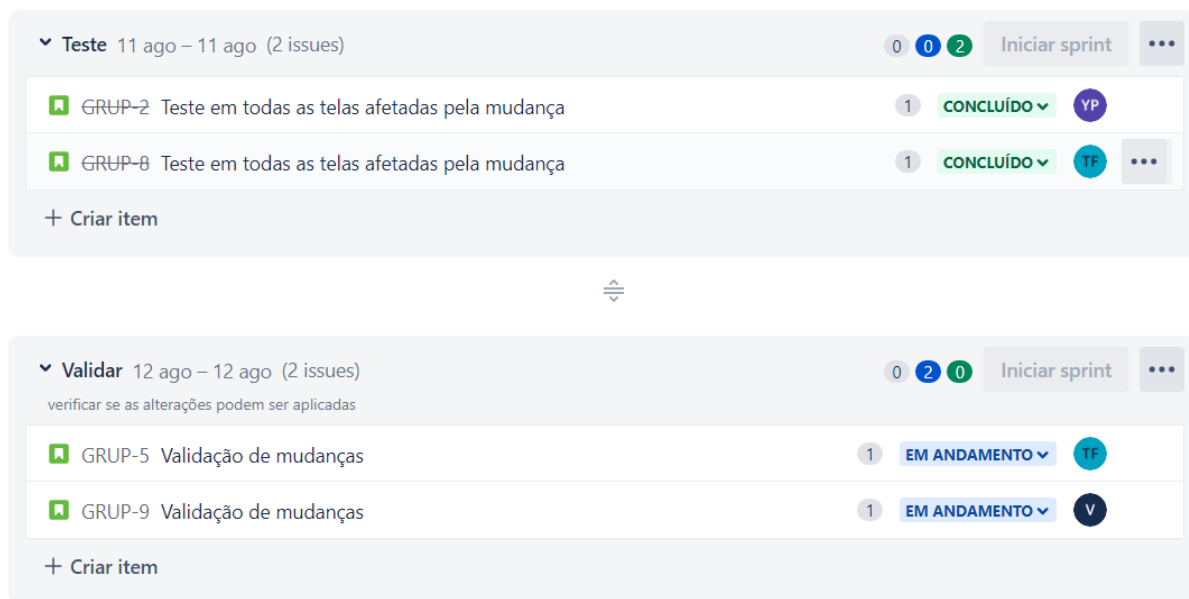 Teste 11 ago – 11 ago (2 issues) 0 0 2 Iniciar sprint
GRUP-2 Teste em todas as telas afetadas pela mudança 1 CONCLUÍDO YP
GRUP-8 Teste em todas as telas afetadas pela mudança 1 CONCLUÍDO TF
+ Criar item
Validar 12 ago – 12 ago (2 issues) 0 2 0 Iniciar sprint
verificar se as alterações podem ser aplicadas
GRUP-5 Validação de mudanças 1 EM ANDAMENTO TF
GRUP-9 Validação de mudanças 1 EM ANDAMENTO V
+ Criar item